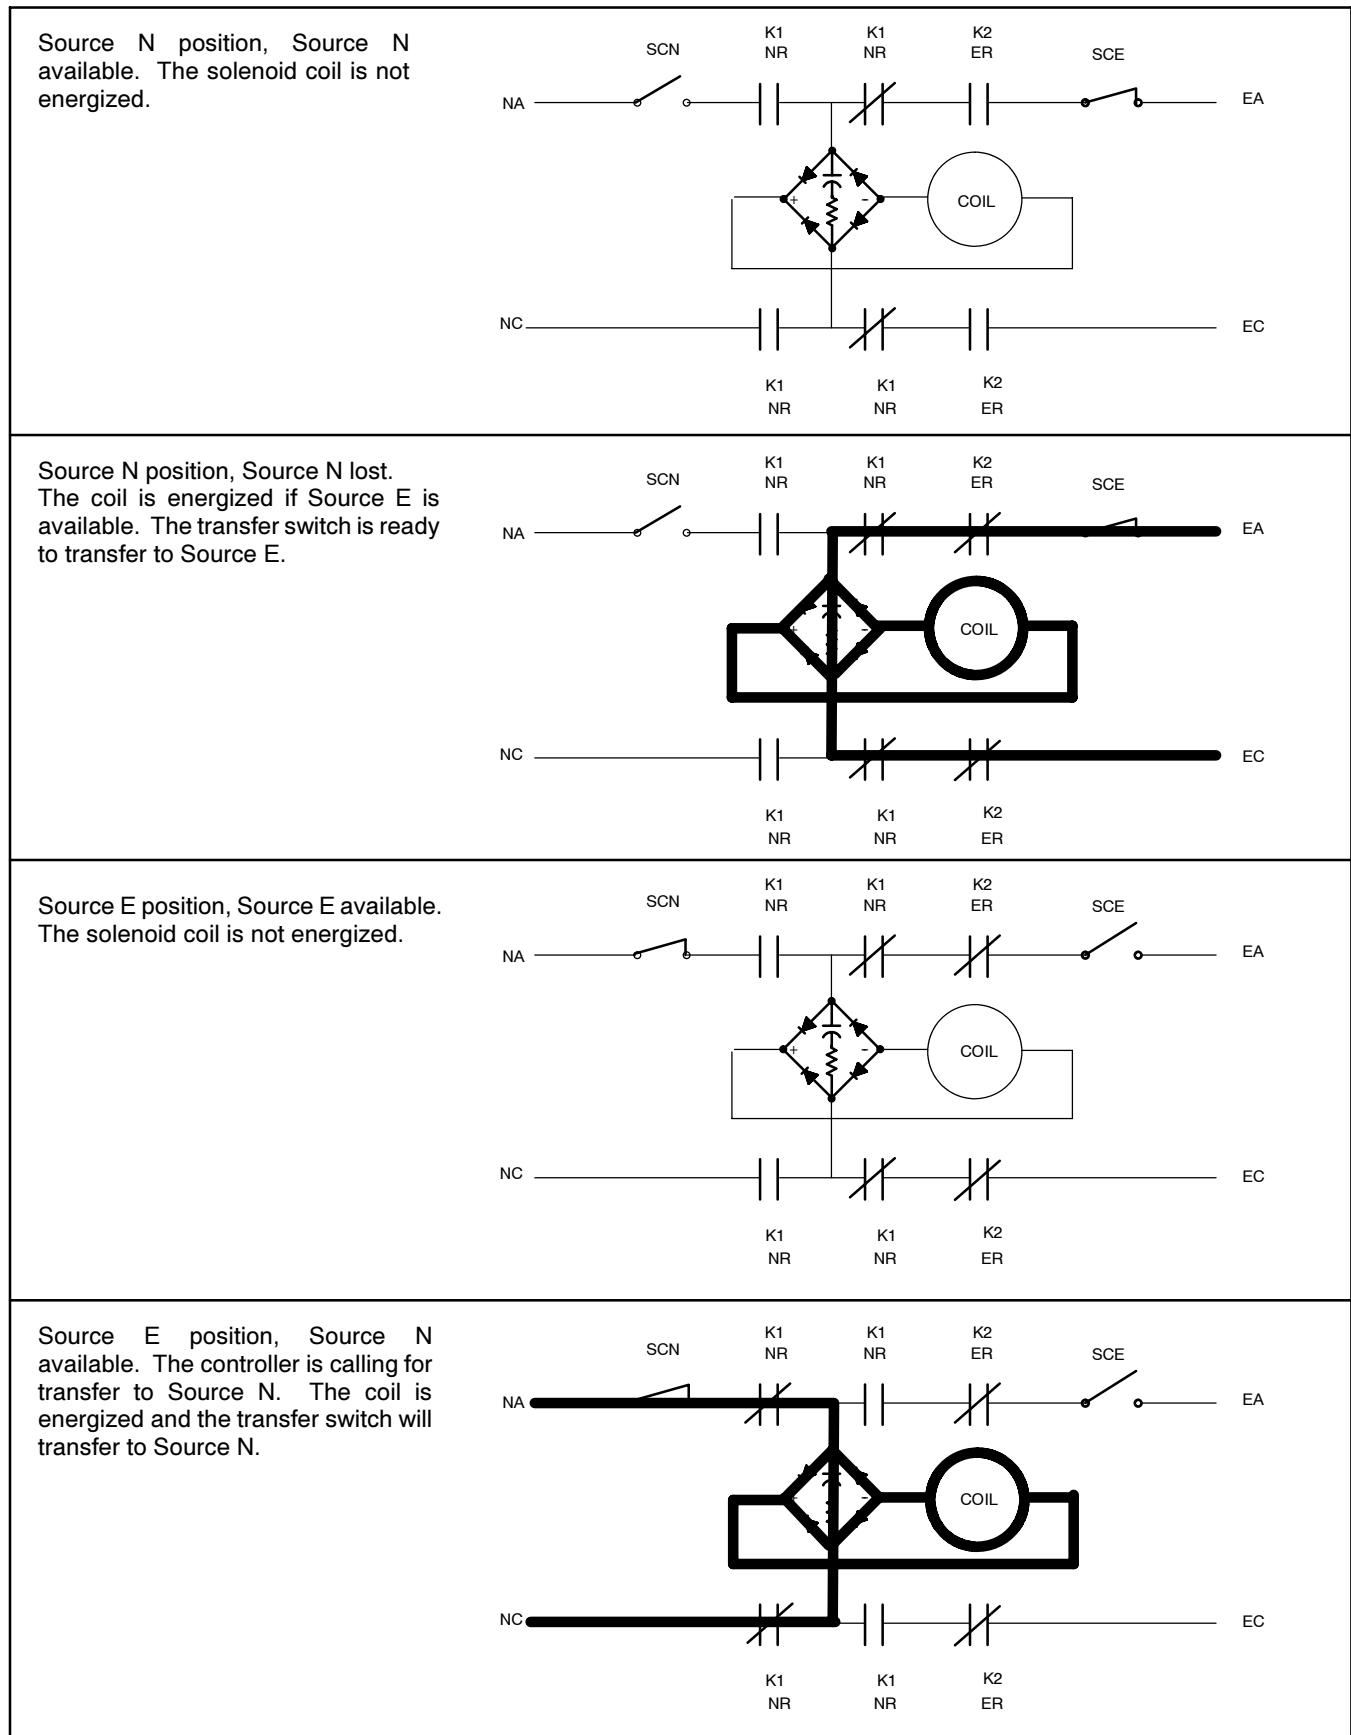 Source N position, Source N
available. The solenoid coil is not
energized.
K1 K1 K2
SCN NR NR ER SCE
NA EA
+ - COIL
NC EC
K1 K1 K2
NR NR ER
Source N position, Source N lost.
The coil is energized if Source E is
available. The transfer switch is ready
to transfer to Source E.
K1 K1 K2
SCN NR NR ER SCE
NA EA
+ - COIL
NC EC
K1 K1 K2
NR NR ER
Source E position, Source E available.
The solenoid coil is not energized.
K1 K1 K2
SCN NR NR ER SCE
NA EA
+ - COIL
NC EC
K1 K1 K2
NR NR ER
Source E position, Source N
available. The controller is calling for
transfer to Source N. The coil is
energized and the transfer switch will
transfer to Source N.
K1 K1 K2
SCN NR NR ER SCE
NA EA
- COIL
NC EC
K1 K1 K2
NR NR ER